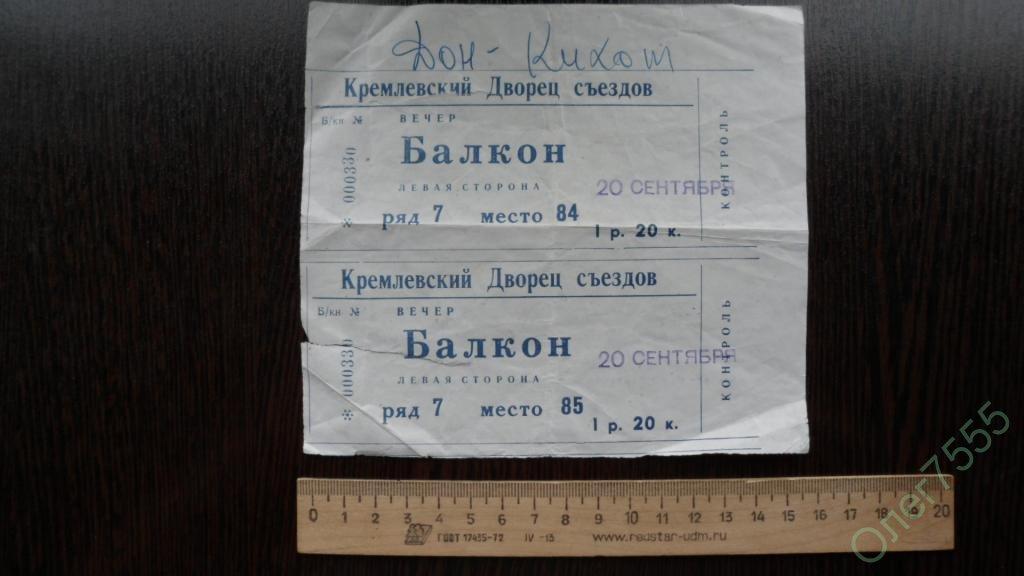 Дон-Кихот
Кремлевский Дворец съездов
Б/кн №
ВЕЧЕР
Балкон
ЛЕВАЯ СТОРОНА
20 СЕНТЯБРЯ
ряд 7 место 84
1 р. 20 к.
* 000330
КОНТРОЛЬ
Кремлевский Дворец съездов
Б/кн №
ВЕЧЕР
Балкон
ЛЕВАЯ СТОРОНА
20 СЕНТЯБРЯ
ряд 7 место 85
1 р. 20 к.
* 000330
КОНТРОЛЬ
0 1 2 3 4 5 6 7 8 9 10 11 12 13 14 15 16 17 18 19 20
ГОСТ 17435-72 IV -13 www.redstar-udm.ru
Олег7555